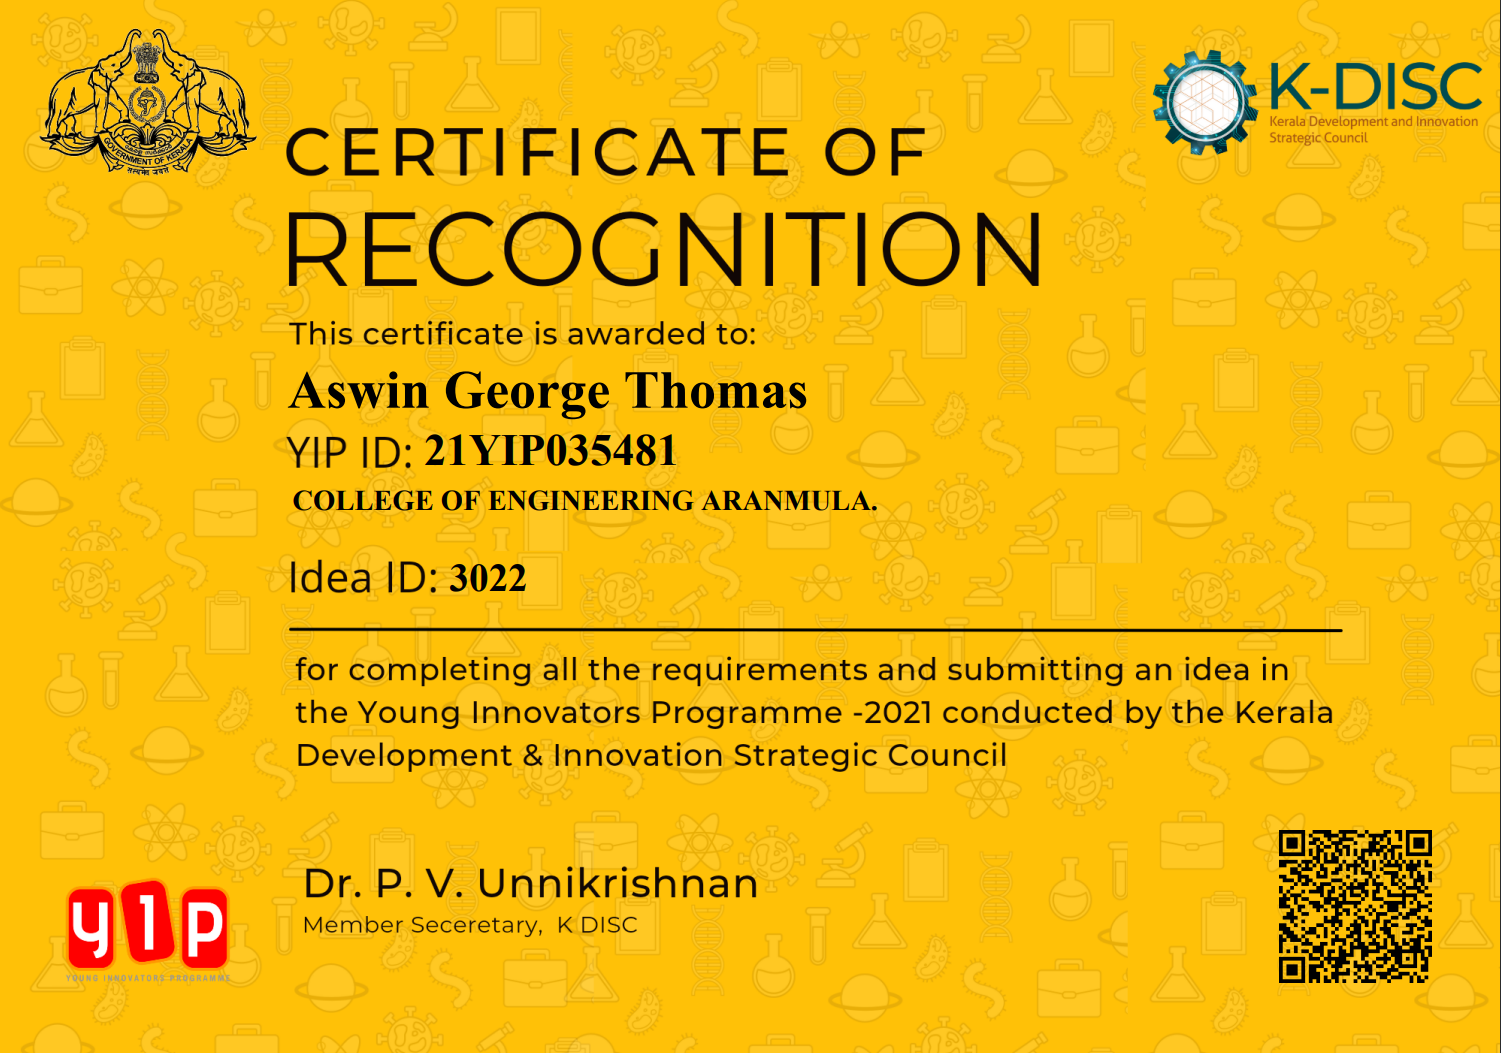 GOVERNMENT OF KERALA
सत्यमेव जयते
K-DISC
Kerala Development and Innovation
Strategic Council
CERTIFICATE OF
RECOGNITION
This certificate is awarded to:
Aswin George Thomas
YIP ID: 21YIP035481
COLLEGE OF ENGINEERING ARANMULA.
Idea ID: 3022
for completing all the requirements and submitting an idea in
the Young Innovators Programme -2021 conducted by the Kerala
Development & Innovation Strategic Council
Dr. P. V. Unnikrishnan
Member Seceretary, K DISC
yip
YOUNG INNOVATORS PROGRAMME